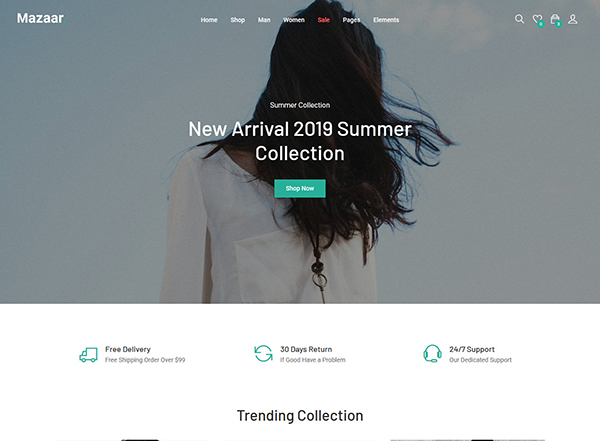 Mazaar
Home Shop Man Women Sale Pages Elements
Summer Collection
New Arrival 2019 Summer
Collection
Shop Now
Free Delivery
Free Shipping Order Over $99
30 Days Return
If Good Have a Problem
24/7 Support
Our Dedicated Support
Trending Collection